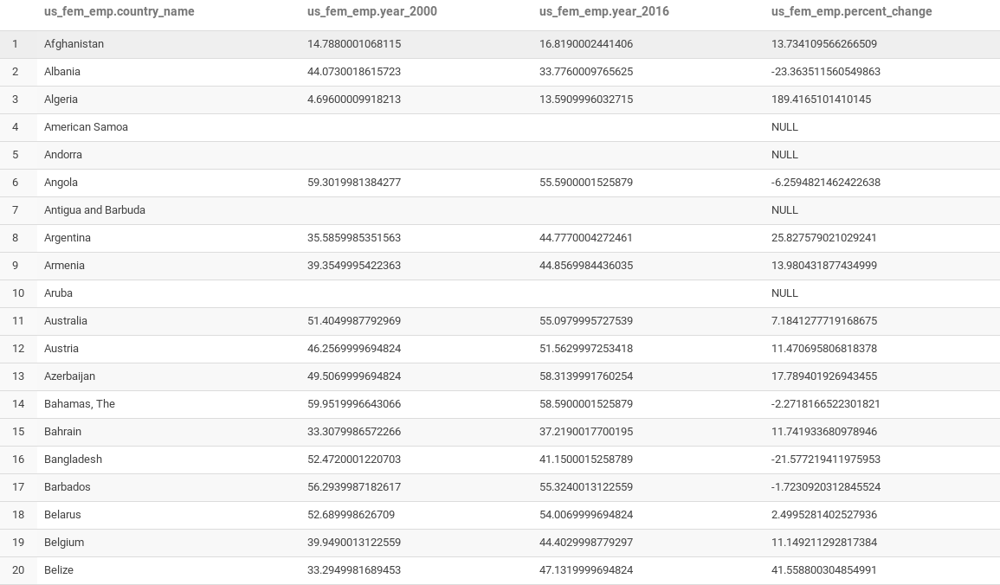 us_fem_emp.country_name us_fem_emp.year_2000 us_fem_emp.year_2016 us_fem_emp.percent_change
1 Afghanistan 14.7880001068115 16.8190002441406 13.734109566266509
2 Albania 44.0730018615723 33.7760009765625 -23.363511560549863
3 Algeria 4.69600009918213 13.5909996032715 189.4165101410145
4 American Samoa NULL
5 Andorra NULL
6 Angola 59.3019981384277 55.5900001525879 -6.2594821462422638
7 Antigua and Barbuda NULL
8 Argentina 35.5859985351563 44.7770004272461 25.827579021029241
9 Armenia 39.3549995422363 44.8569984436035 13.980431877434999
10 Aruba NULL
11 Australia 51.4049987792969 55.0979995727539 7.1841277719168675
12 Austria 46.2569999694824 51.5629997253418 11.470695806818378
13 Azerbaijan 49.5069999694824 58.3139991760254 17.789401926943455
14 Bahamas, The 59.9519996643066 58.5900001525879 -2.2718166522301821
15 Bahrain 33.3079986572266 37.2190017700195 11.741933680978946
16 Bangladesh 52.4720001220703 41.1500015258789 -21.577219411975953
17 Barbados 56.2939987182617 55.3240013122559 -1.7230920312845524
18 Belarus 52.689998626709 54.0069999694824 2.4995281402527936
19 Belgium 39.9490013122559 44.4029998779297 11.149211292817384
20 Belize 33.2949981689453 47.1319999694824 41.558800304854991